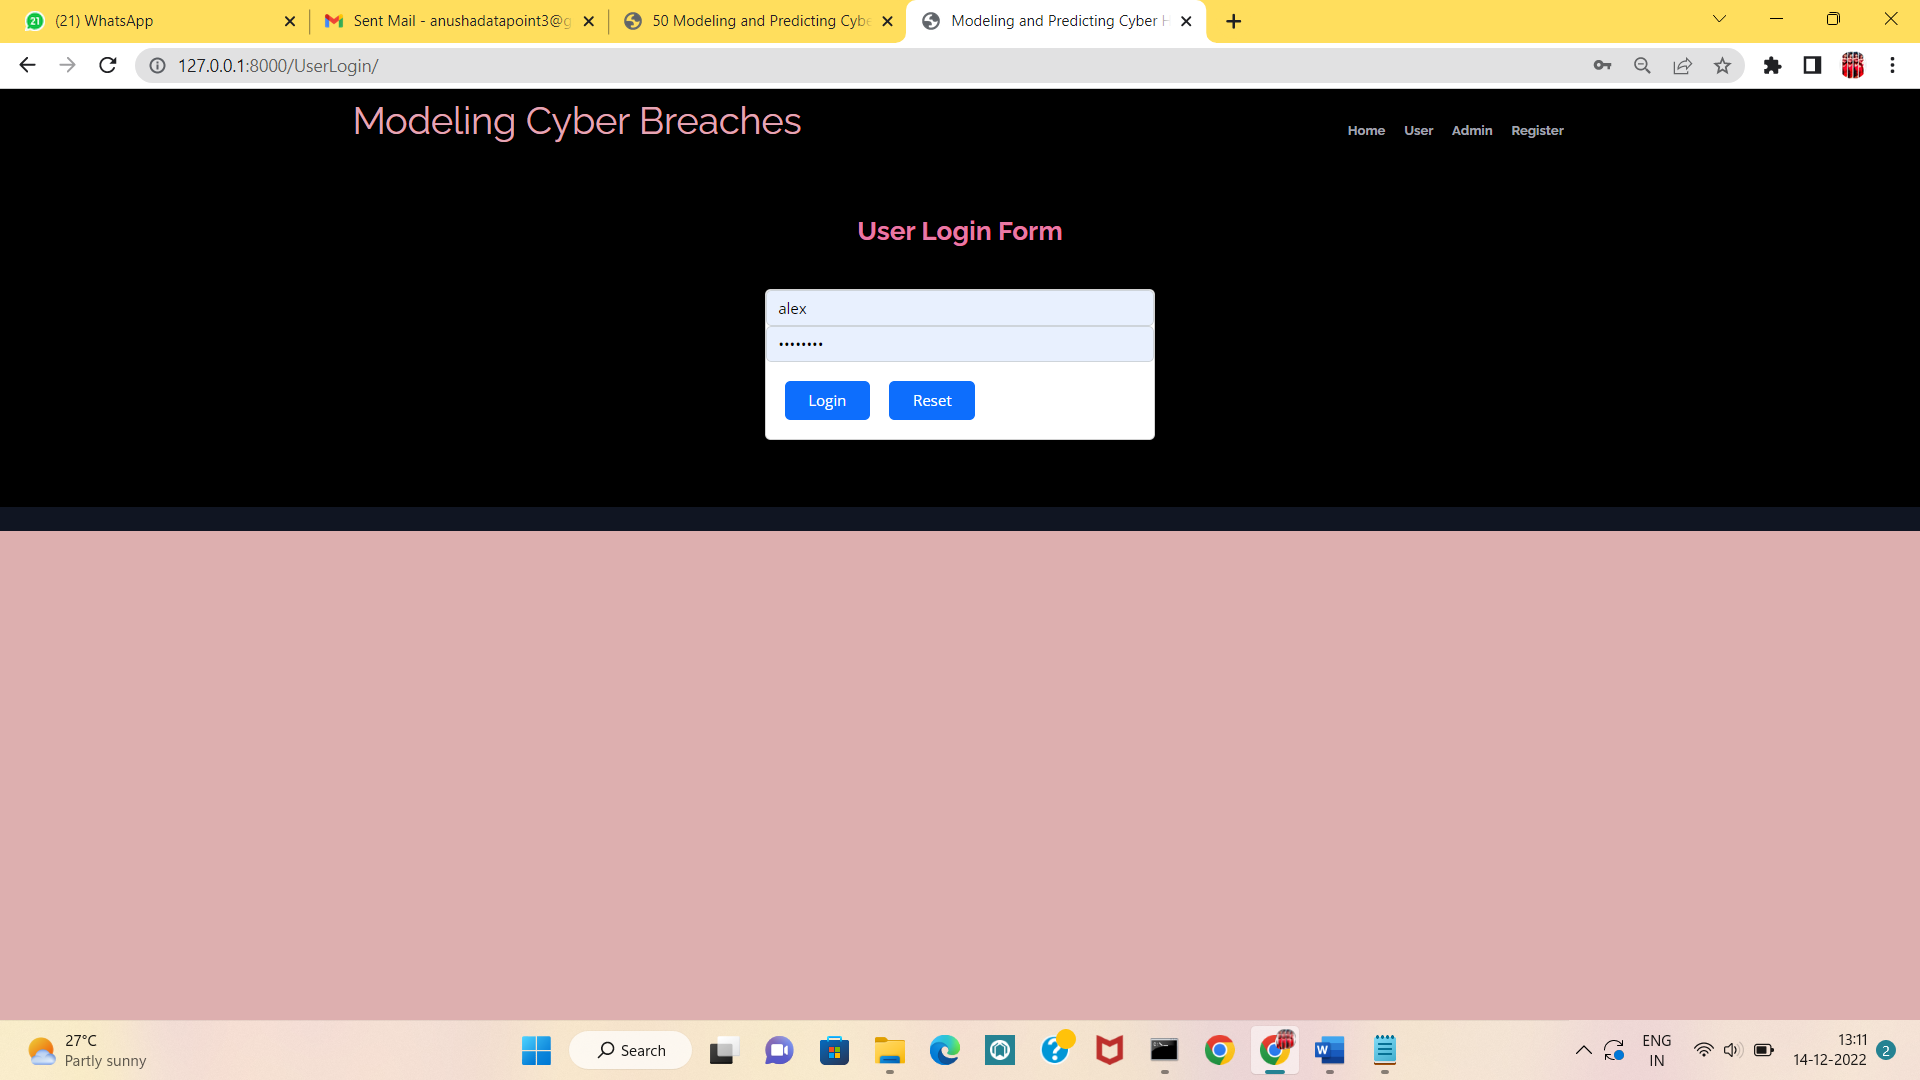 (21) WhatsApp
Sent Mail - anushadatapoint3@g
50 Modeling and Predicting Cybe
Modeling and Predicting Cyber H
127.0.0.1:8000/UserLogin/
Modeling Cyber Breaches
Home User Admin Register
User Login Form
alex
••••••••
Login Reset
27°C
Partly sunny
Search
ENG
IN
13:11
14-12-2022
2